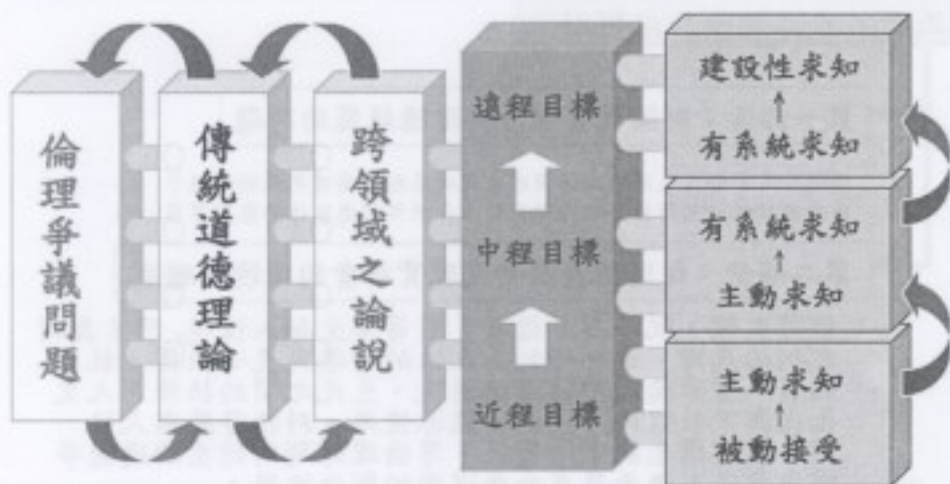 倫理爭議問題
傳統道德理論
跨領域之論說
遠程目標
中程目標
近程目標
建設性求知
↑
有系統求知
有系統求知
↑
主動求知
主動求知
↑
被動接受